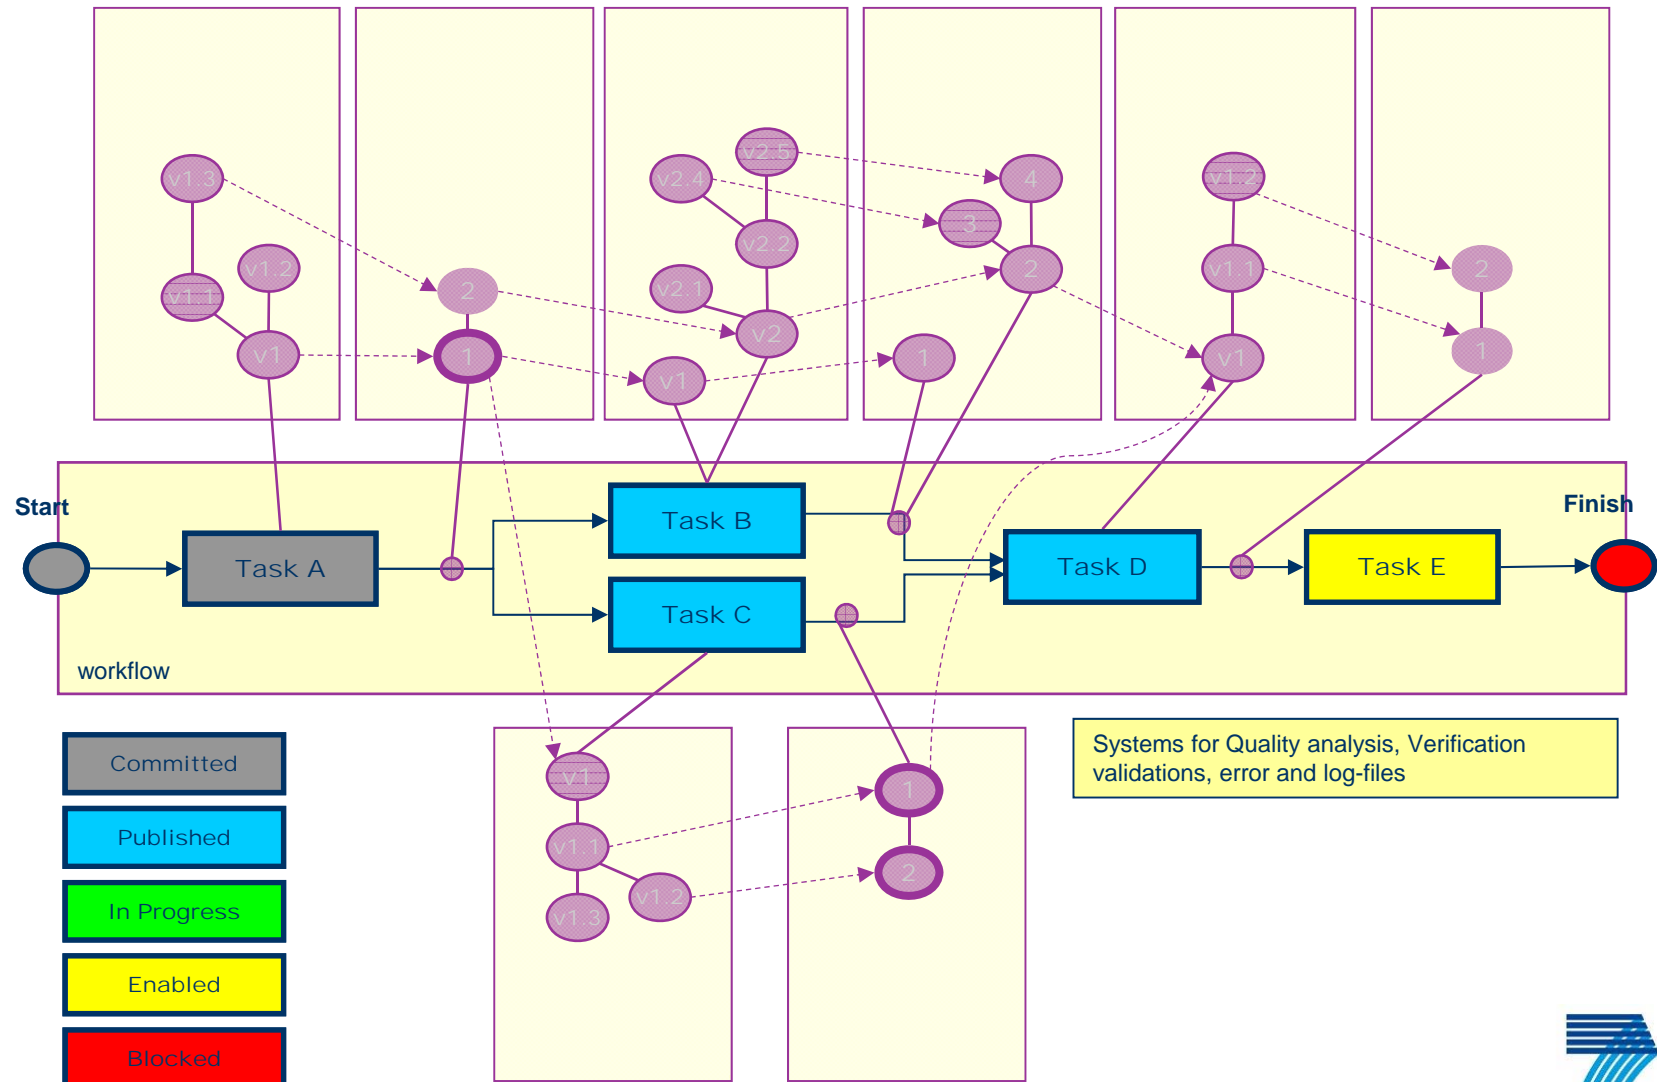 v1.3
v1.2
v1.1
v1
2
1
v2.5
v2.4
v2.2
v2.1
v2
v1
4
3
2
1
v1.2
v1.1
v1
2
1
Start
Finish
Task A
Task B
Task C
Task D
Task E
workflow
Committed
Published
In Progress
Enabled
Blocked
v1
v1.1
v1.2
v1.3
1
2
Systems for Quality analysis, Verification
validations, error and log-files